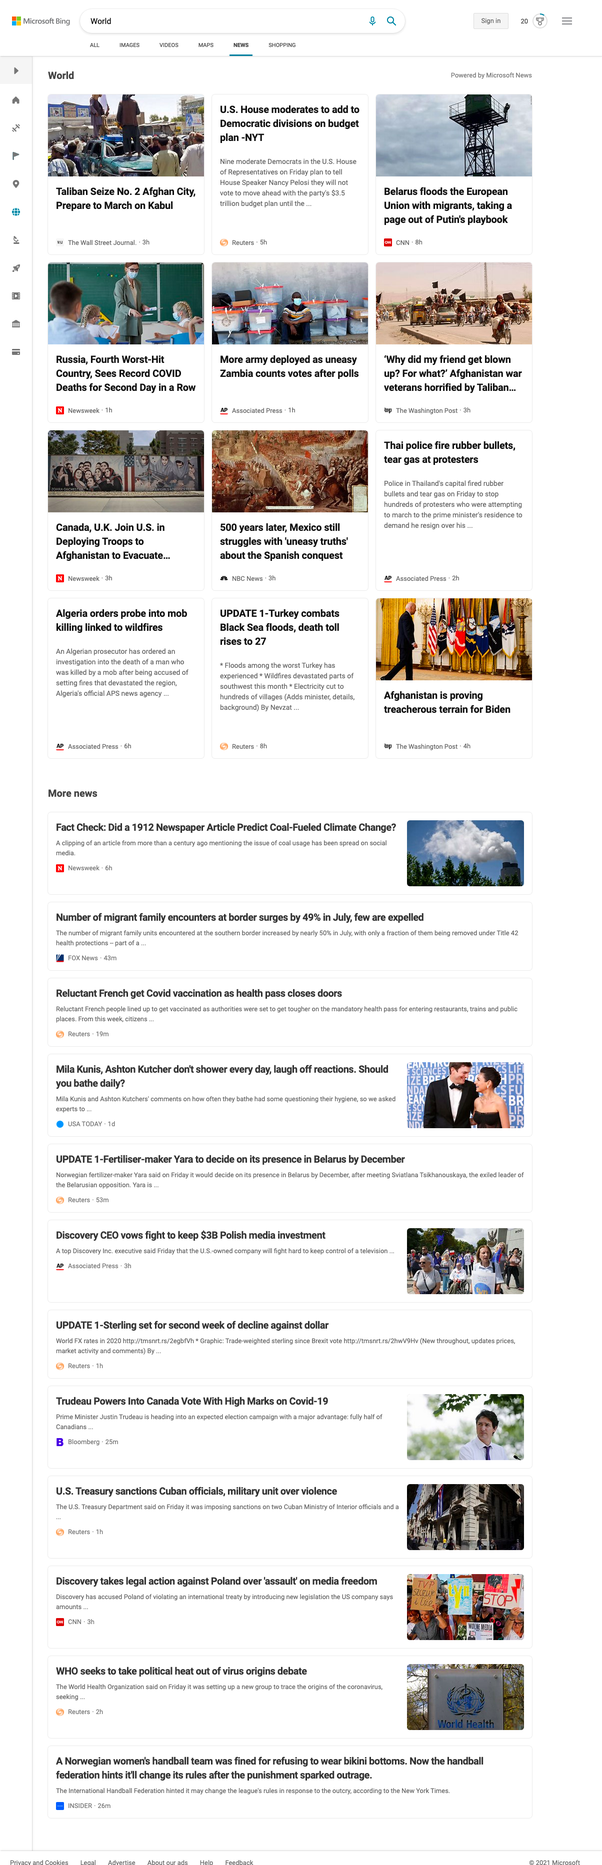 Microsoft Bing
World
Sign in
20
ALL
IMAGES
VIDEOS
MAPS
NEWS
SHOPPING
World
Powered by Microsoft News
Taliban Seize No. 2 Afghan City,
Prepare to March on Kabul
The Wall Street Journal. · 3h
U.S. House moderates to add to
Democratic divisions on budget
plan -NYT
Nine moderate Democrats in the U.S. House
of Representatives on Friday plan to tell
House Speaker Nancy Pelosi they will not
vote to move ahead with the party's $3.5
trillion budget plan until the ...
Reuters · 5h
Belarus floods the European
Union with migrants, taking a
page out of Putin's playbook
CNN · 8h
Russia, Fourth Worst-Hit
Country, Sees Record COVID
Deaths for Second Day in a Row
Newsweek · 1h
More army deployed as uneasy
Zambia counts votes after polls
AP Associated Press · 1h
'Why did my friend get blown
up? For what?' Afghanistan war
veterans horrified by Taliban...
wp The Washington Post · 3h
Canada, U.K. Join U.S. in
Deploying Troops to
Afghanistan to Evacuate...
Newsweek · 3h
500 years later, Mexico still
struggles with 'uneasy truths'
about the Spanish conquest
NBC News · 3h
Thai police fire rubber bullets,
tear gas at protesters
Police in Thailand's capital fired rubber
bullets and tear gas on Friday to stop
hundreds of protesters who were attempting
to march to the prime minister's residence to
demand he resign over his ...
AP Associated Press · 2h
Algeria orders probe into mob
killing linked to wildfires
An Algerian prosecutor has ordered an
investigation into the death of a man who
was killed by a mob after being accused of
setting fires that devastated the region,
Algeria's official APS news agency ...
AP Associated Press · 6h
UPDATE 1-Turkey combats
Black Sea floods, death toll
rises to 27
* Floods among the worst Turkey has
experienced * Wildfires devastated parts of
southwest this month * Electricity cut to
hundreds of villages (Adds minister, details,
background) By Nevzat ...
Reuters · 8h
Afghanistan is proving
treacherous terrain for Biden
wp The Washington Post · 4h
More news
Fact Check: Did a 1912 Newspaper Article Predict Coal-Fueled Climate Change?
A clipping of an article from more than a century ago mentioning the issue of coal usage has been spread on social
media.
N Newsweek · 6h
Number of migrant family encounters at border surges by 49% in July, few are expelled
The number of migrant family units encountered at the southern border increased by nearly 50% in July, with only a fraction of them being removed under Title 42
health protections -- part of a ...
FOX News · 43m
Reluctant French get Covid vaccination as health pass closes doors
Reluctant French people lined up to get vaccinated as authorities were set to get tougher on the mandatory health pass for entering restaurants, trains and public
places. From this week, citizens ...
Reuters · 19m
Mila Kunis, Ashton Kutcher don't shower every day, laugh off reactions. Should
you bathe daily?
Mila Kunis and Ashton Kutchers' comments on how often they bathe had some questioning their hygiene, so we asked
experts to ...
USA TODAY · 1d
UPDATE 1-Fertiliser-maker Yara to decide on its presence in Belarus by December
Norwegian fertilizer-maker Yara said on Friday it would decide on its presence in Belarus by December, after meeting Sviatlana Tsikhanouskaya, the exiled leader of
the Belarusian opposition. Yara is ...
Reuters · 53m
Discovery CEO vows fight to keep $3B Polish media investment
A top Discovery Inc. executive said Friday that the U.S.-owned company will fight hard to keep control of a television ...
AP Associated Press · 3h
UPDATE 1-Sterling set for second week of decline against dollar
World FX rates in 2020 http://tmsnrt.rs/2egbfVh * Graphic: Trade-weighted sterling since Brexit vote http://tmsnrt.rs/2hwV9Hv (New throughout, updates prices,
market activity and comments) By ...
Reuters · 1h
Trudeau Powers Into Canada Vote With High Marks on Covid-19
Prime Minister Justin Trudeau is heading into an expected election campaign with a major advantage: fully half of
Canadians ...
B Bloomberg · 25m
U.S. Treasury sanctions Cuban officials, military unit over violence
The U.S. Treasury Department said on Friday it was imposing sanctions on two Cuban Ministry of Interior officials and a
...
Reuters · 1h
Discovery takes legal action against Poland over 'assault' on media freedom
Discovery has accused Poland of violating an international treaty by introducing new legislation the US company says
amounts ...
CNN · 3h
STOP
WHO seeks to take political heat out of virus origins debate
The World Health Organization said on Friday it was setting up a new group to trace the origins of the coronavirus,
seeking ...
Reuters · 2h
World Health
A Norwegian women's handball team was fined for refusing to wear bikini bottoms. Now the handball
federation hints it'll change its rules after the punishment sparked outrage.
The International Handball Federation hinted it may change the league's rules in response to the outcry, according to the New York Times.
INSIDER · 26m
Privacy and Cookies
Legal
Advertise
About our ads
Help
Feedback
© 2021 Microsoft